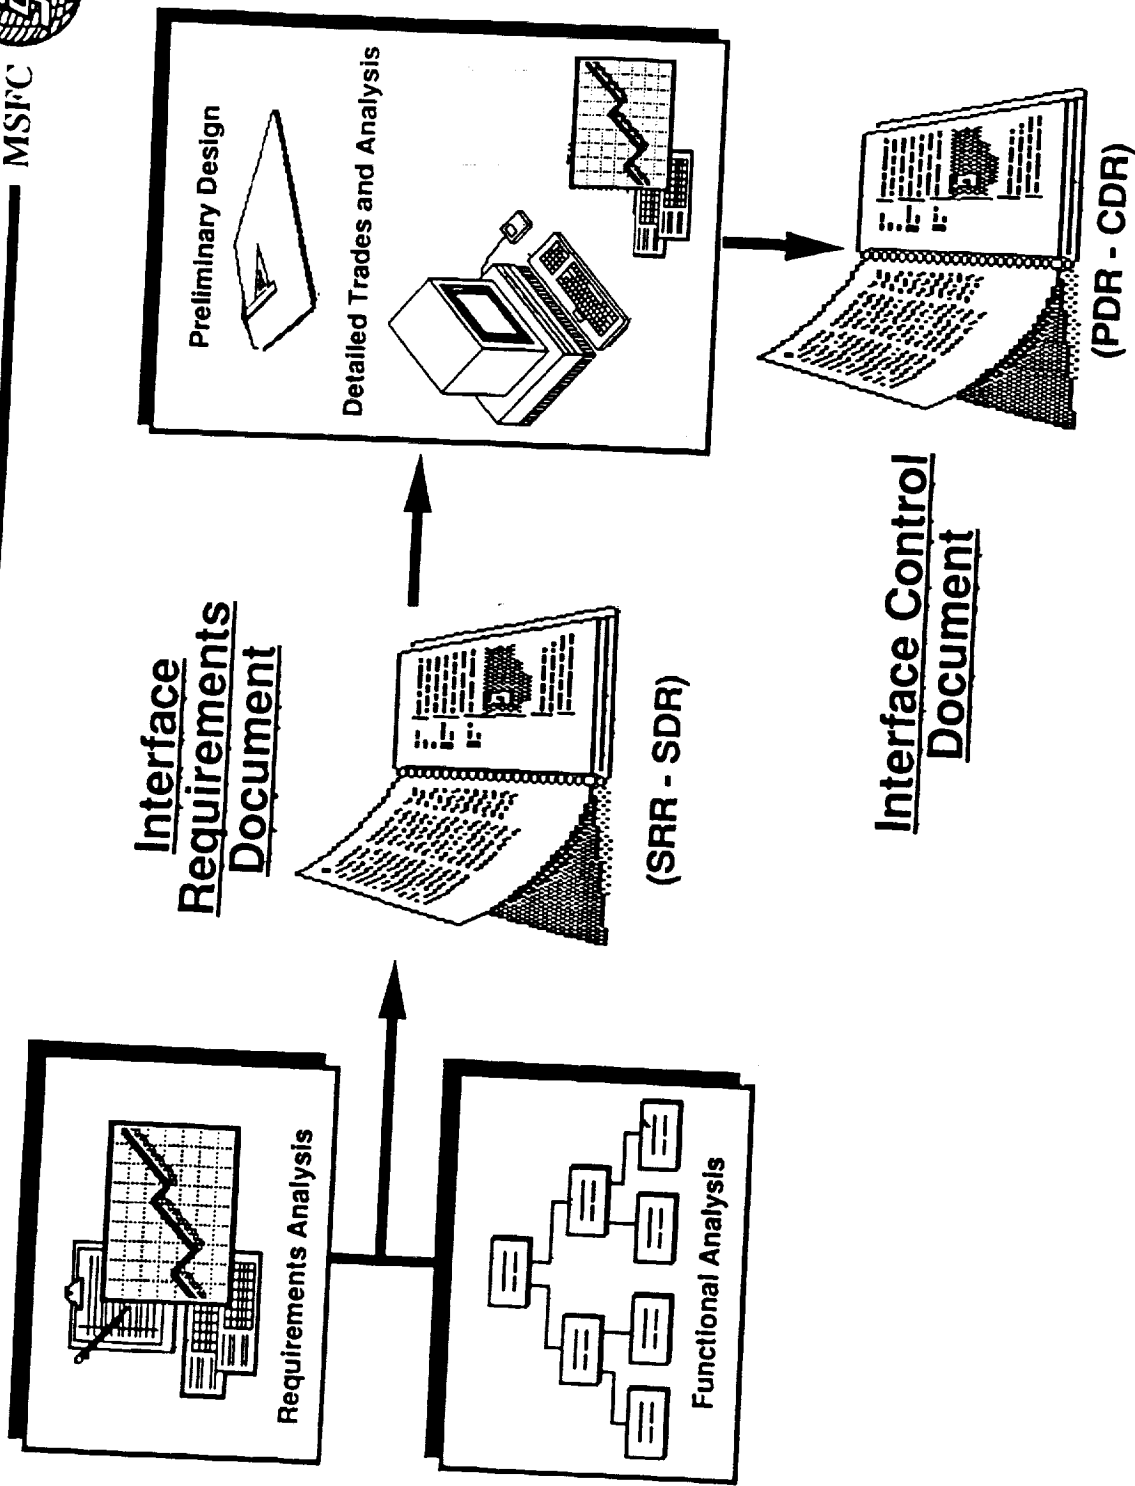 MSFC
Requirements Analysis
Functional Analysis
Interface
Requirements
Document
(SRR - SDR)
Preliminary Design
Detailed Trades and Analysis
Interface Control
Document
(PDR - CDR)